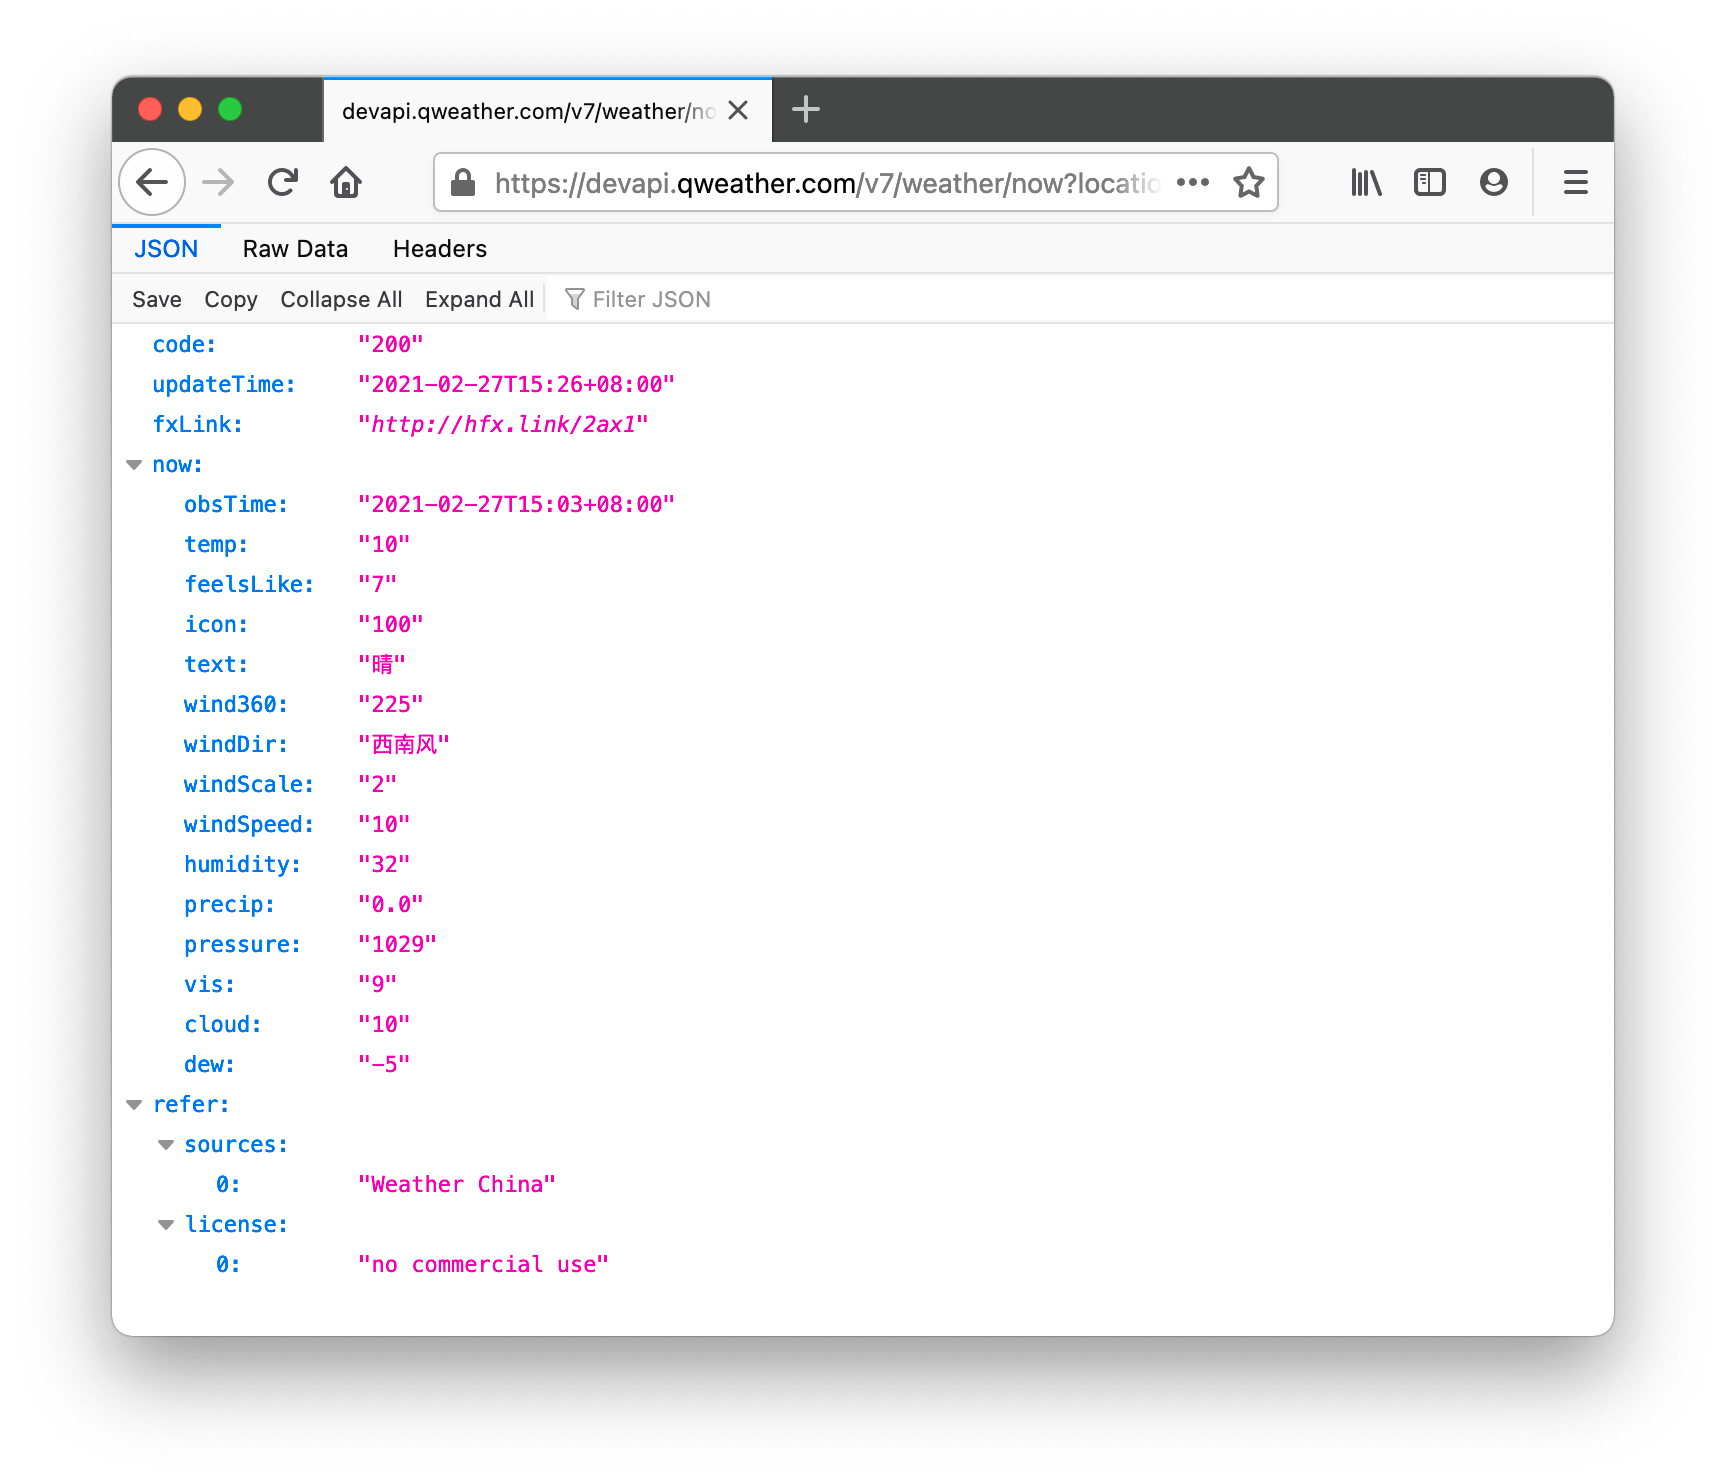 devapi.qweather.com/v7/weather/no
https://devapi.qweather.com/v7/weather/now?locatio
JSON Raw Data Headers
Save Copy Collapse All Expand All Filter JSON
code: "200"
updateTime: "2021-02-27T15:26+08:00"
fxLink: "http://hfx.link/2ax1"
now:
obsTime: "2021-02-27T15:03+08:00"
temp: "10"
feelsLike: "7"
icon: "100"
text: "晴"
wind360: "225"
windDir: "西南风"
windScale: "2"
windSpeed: "10"
humidity: "32"
precip: "0.0"
pressure: "1029"
vis: "9"
cloud: "10"
dew: "-5"
refer:
sources:
0: "Weather China"
license:
0: "no commercial use"